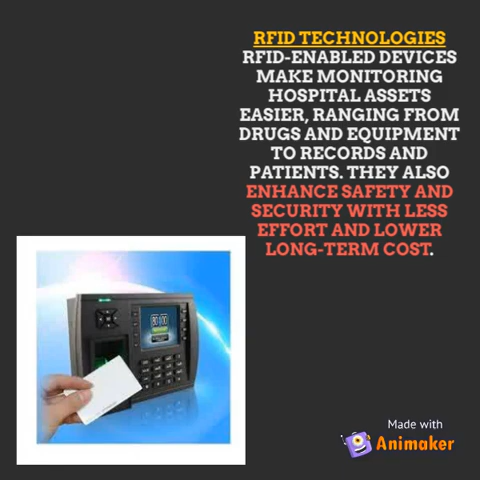 RFID TECHNOLOGIES
RFID-ENABLED DEVICES
MAKE MONITORING
HOSPITAL ASSETS
EASIER, RANGING FROM
DRUGS AND EQUIPMENT
TO RECORDS AND
PATIENTS. THEY ALSO
ENHANCE SAFETY AND
SECURITY WITH LESS
EFFORT AND LOWER
LONG-TERM COST.
Made with
Animaker